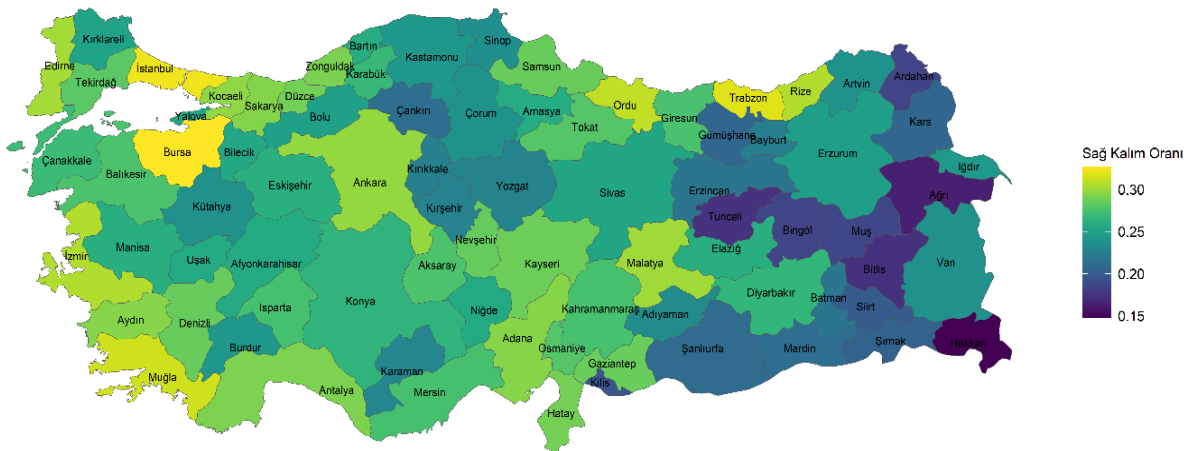 Kırklareli
Edirne
Tekirdağ
İstanbul
Kocaeli
Yalova
Sakarya
Düzce
Zonguldak
Bartın
Karabük
Kastamonu
Sinop
Samsun
Bolu
Çankırı
Çorum
Amasya
Tokat
Ordu
Giresun
Trabzon
Rize
Artvin
Ardahan
Kars
Gümüşhane
Bayburt
Erzurum
Iğdır
Ağrı
Çanakkale
Balıkesir
Bursa
Bilecik
Eskişehir
Ankara
Kırıkkale
Yozgat
Sivas
Erzincan
Tunceli
Bingöl
Muş
Kütahya
Kırşehir
Nevşehir
Kayseri
Malatya
Elazığ
Bitlis
Van
İzmir
Manisa
Uşak
Afyonkarahisar
Aksaray
Diyarbakır
Batman
Siirt
Hakkari
Aydın
Denizli
Isparta
Konya
Niğde
Kahramanmaraş
Adıyaman
Şanlıurfa
Mardin
Şırnak
Muğla
Burdur
Antalya
Karaman
Mersin
Adana
Osmaniye
Gaziantep
Kilis
Hatay
Sağ Kalım Oranı
0.30
0.25
0.20
0.15